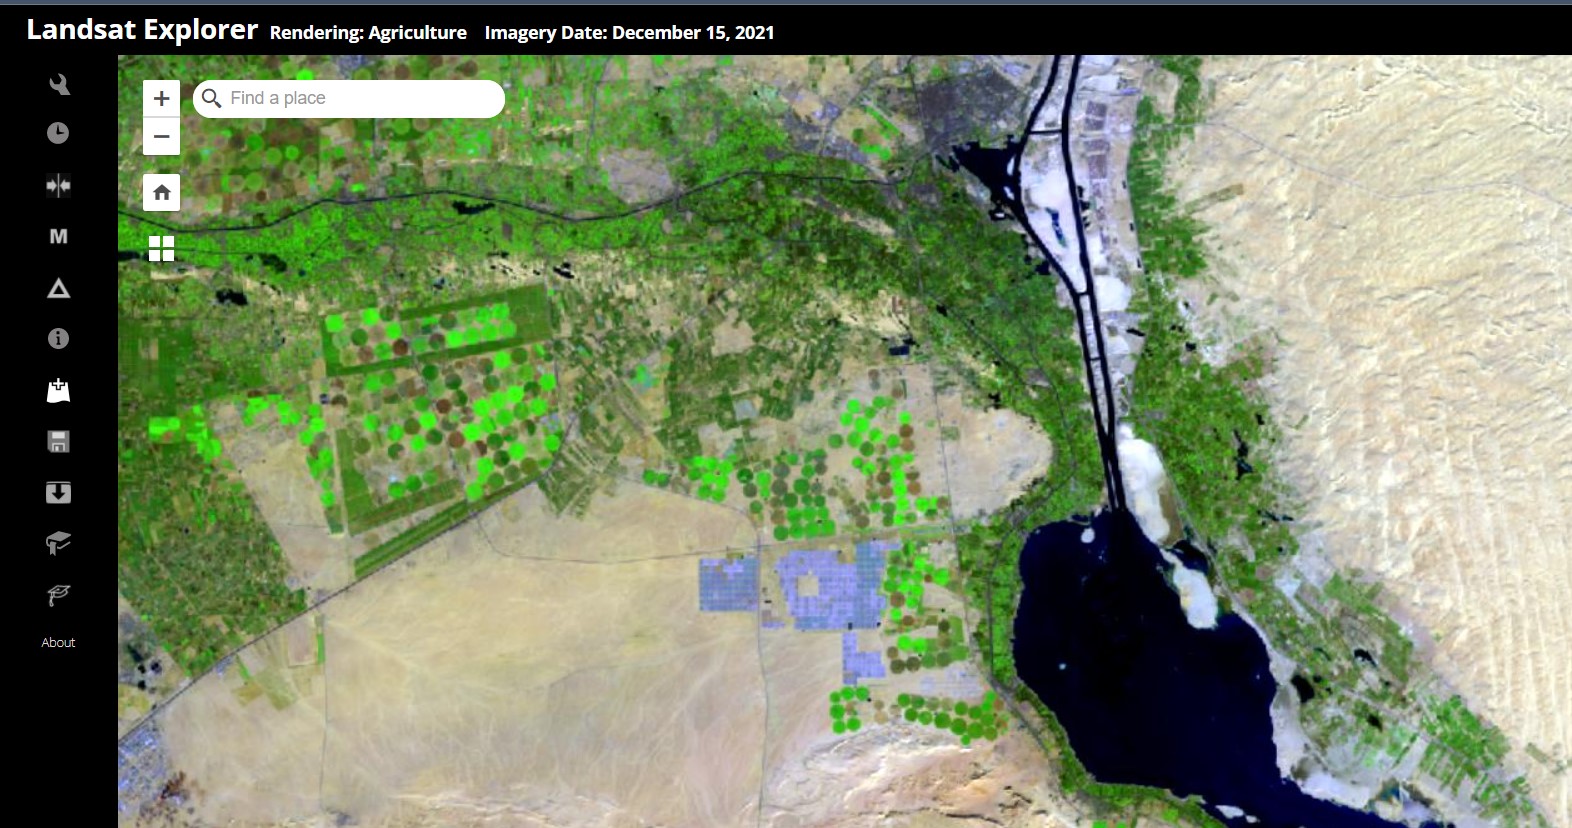 Landsat Explorer Rendering: Agriculture Imagery Date: December 15, 2021
+
Find a place
−
M
About